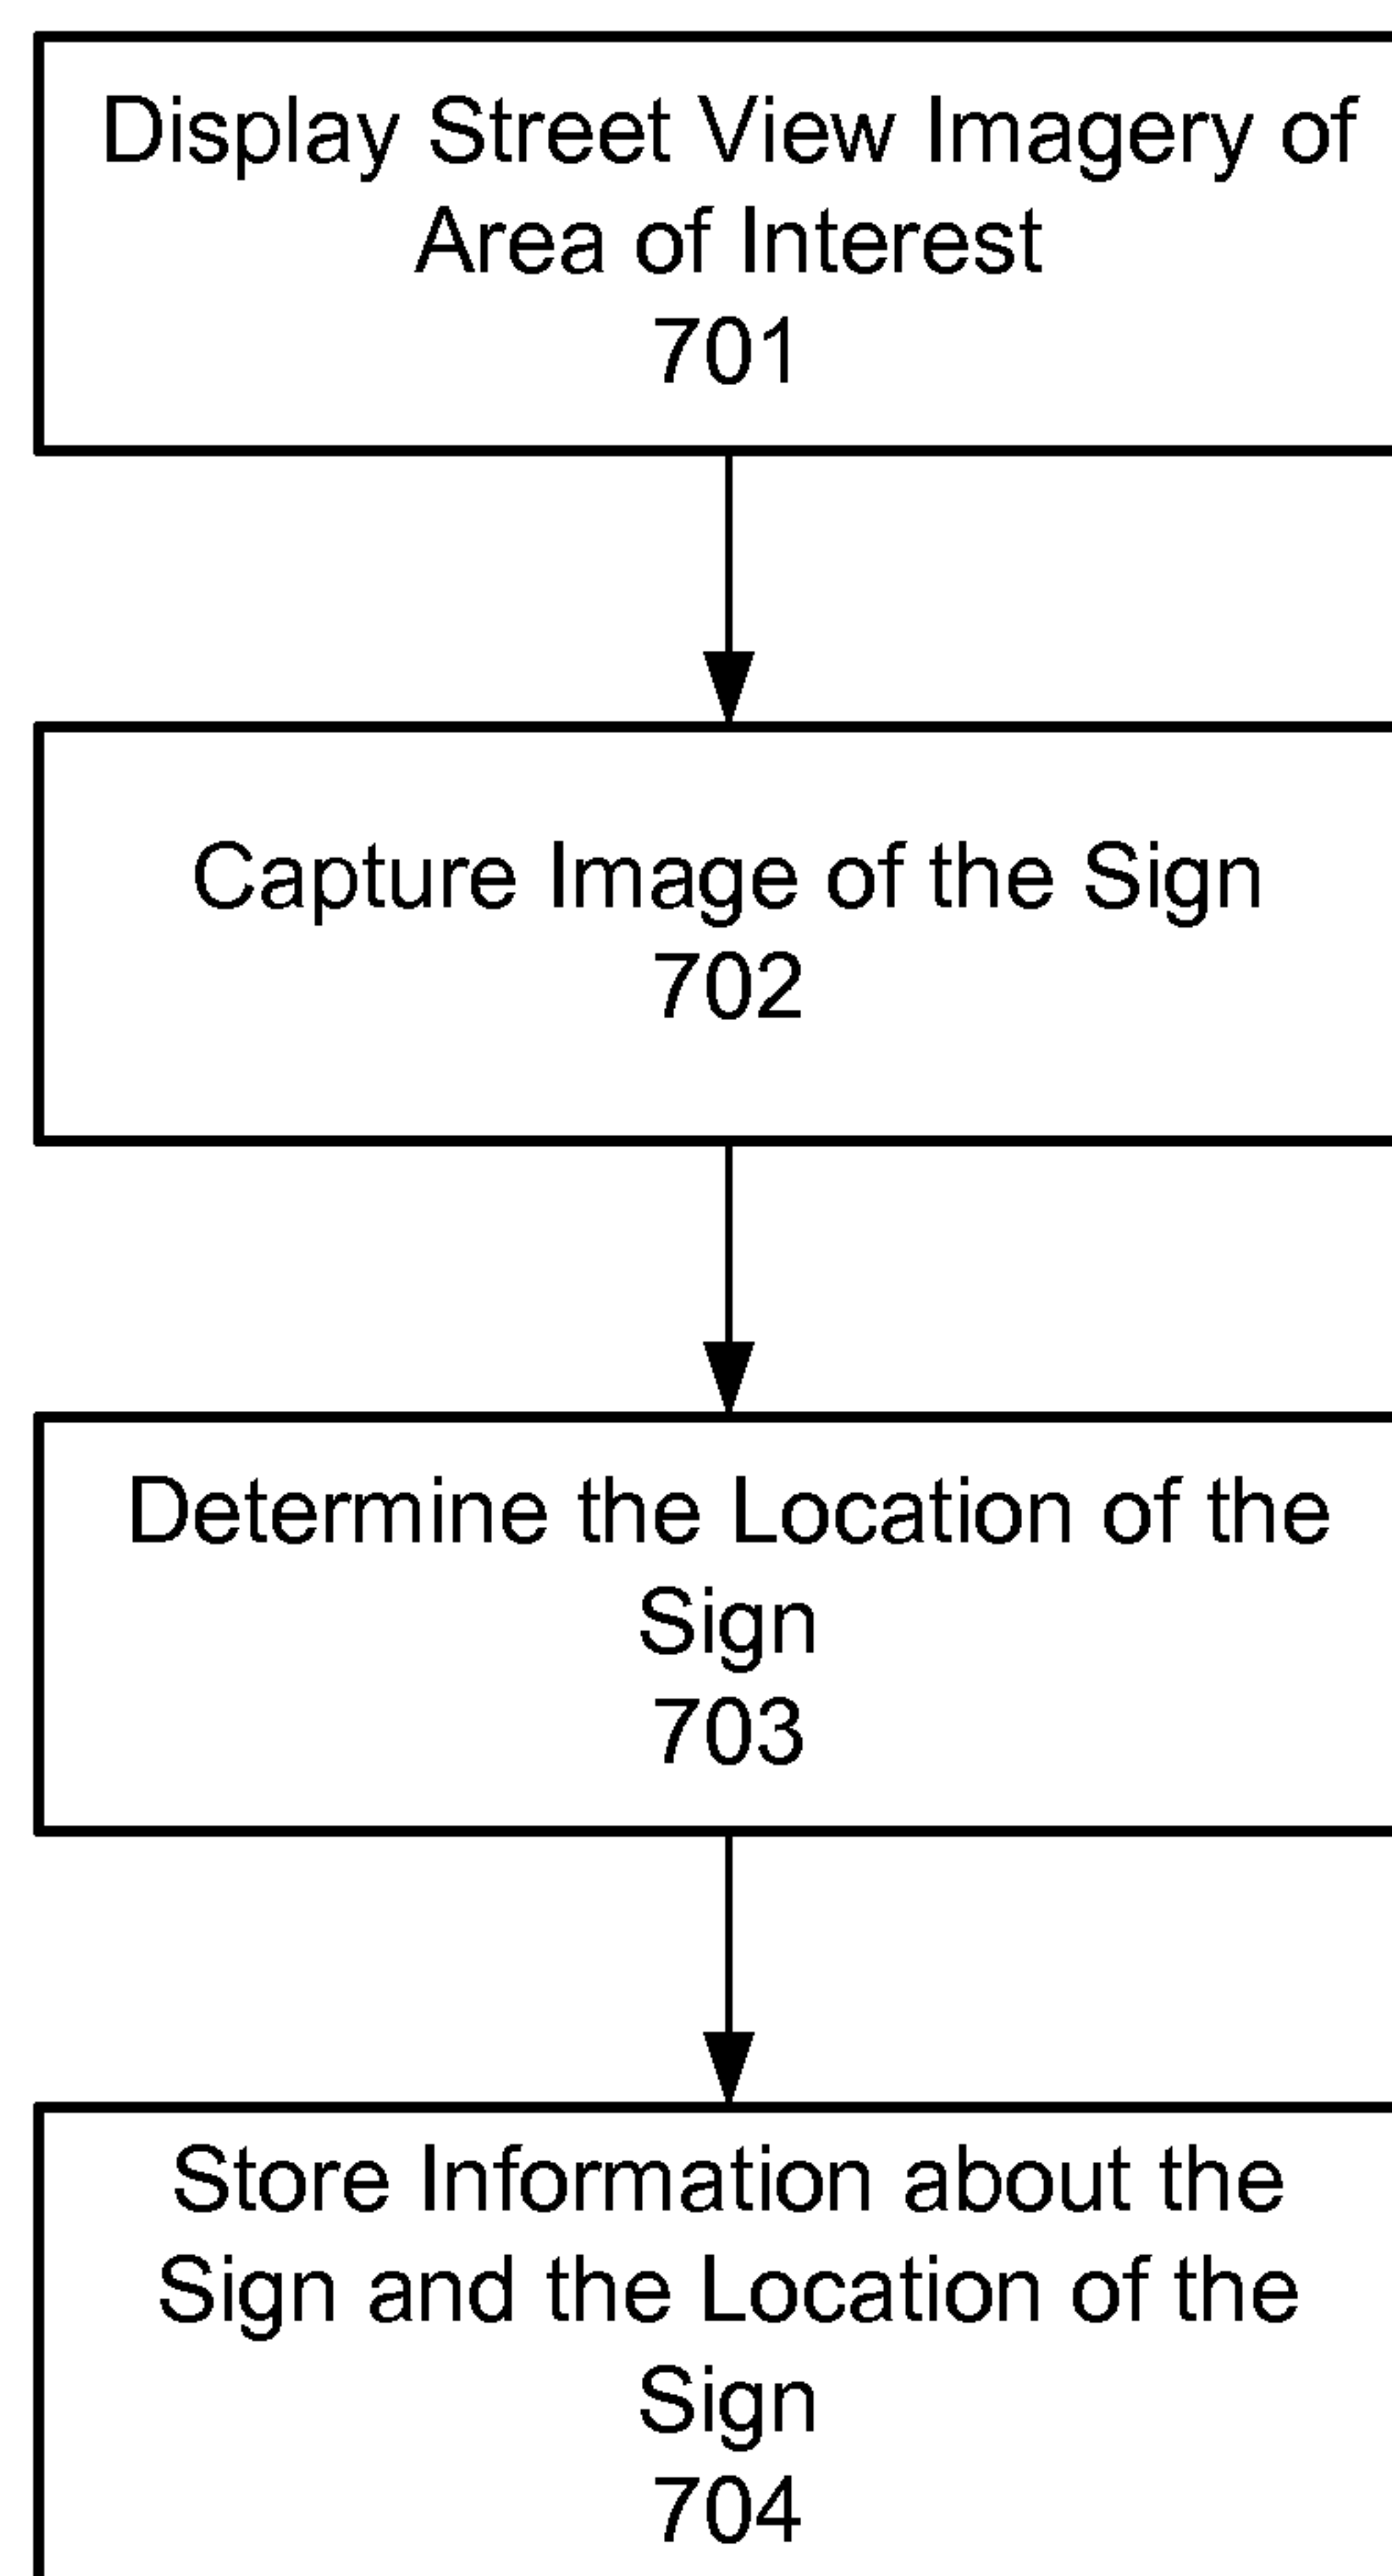 Display Street View Imagery of
Area of Interest
701
Capture Image of the Sign
702
Determine the Location of the
Sign
703
Store Information about the
Sign and the Location of the
Sign
704